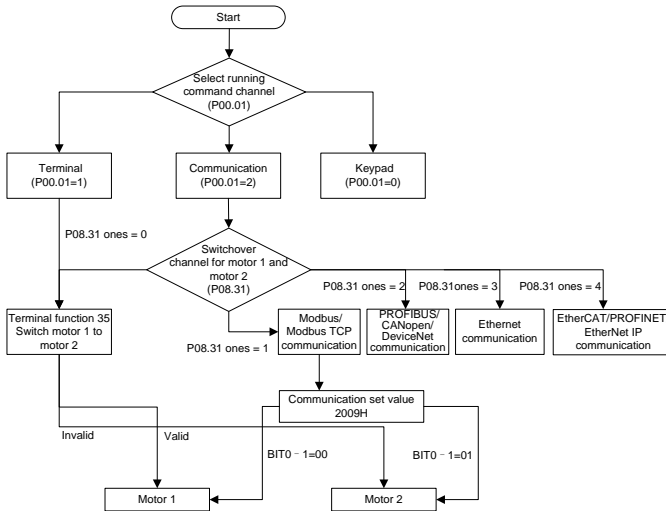 Start
Select running
command channel
(P00.01)
Terminal
(P00.01=1)
Communication
(P00.01=2)
Keypad
(P00.01=0)
P08.31 ones = 0
Switchover
channel for motor 1 and
motor 2
(P08.31)
P08.31 ones = 2
P08.31ones = 3
P08.31 ones = 4
Terminal function 35
Switch motor 1 to
motor 2
P08.31 ones = 1
Modbus/
Modbus TCP
communication
PROFIBUS/
CANopen/
DeviceNet
communication
Ethernet
communication
EtherCAT/PROFINET
EtherNet IP
communication
Communication set value
2009H
Invalid
Valid
BIT0﹣1=00
BIT0﹣1=01
Motor 1
Motor 2